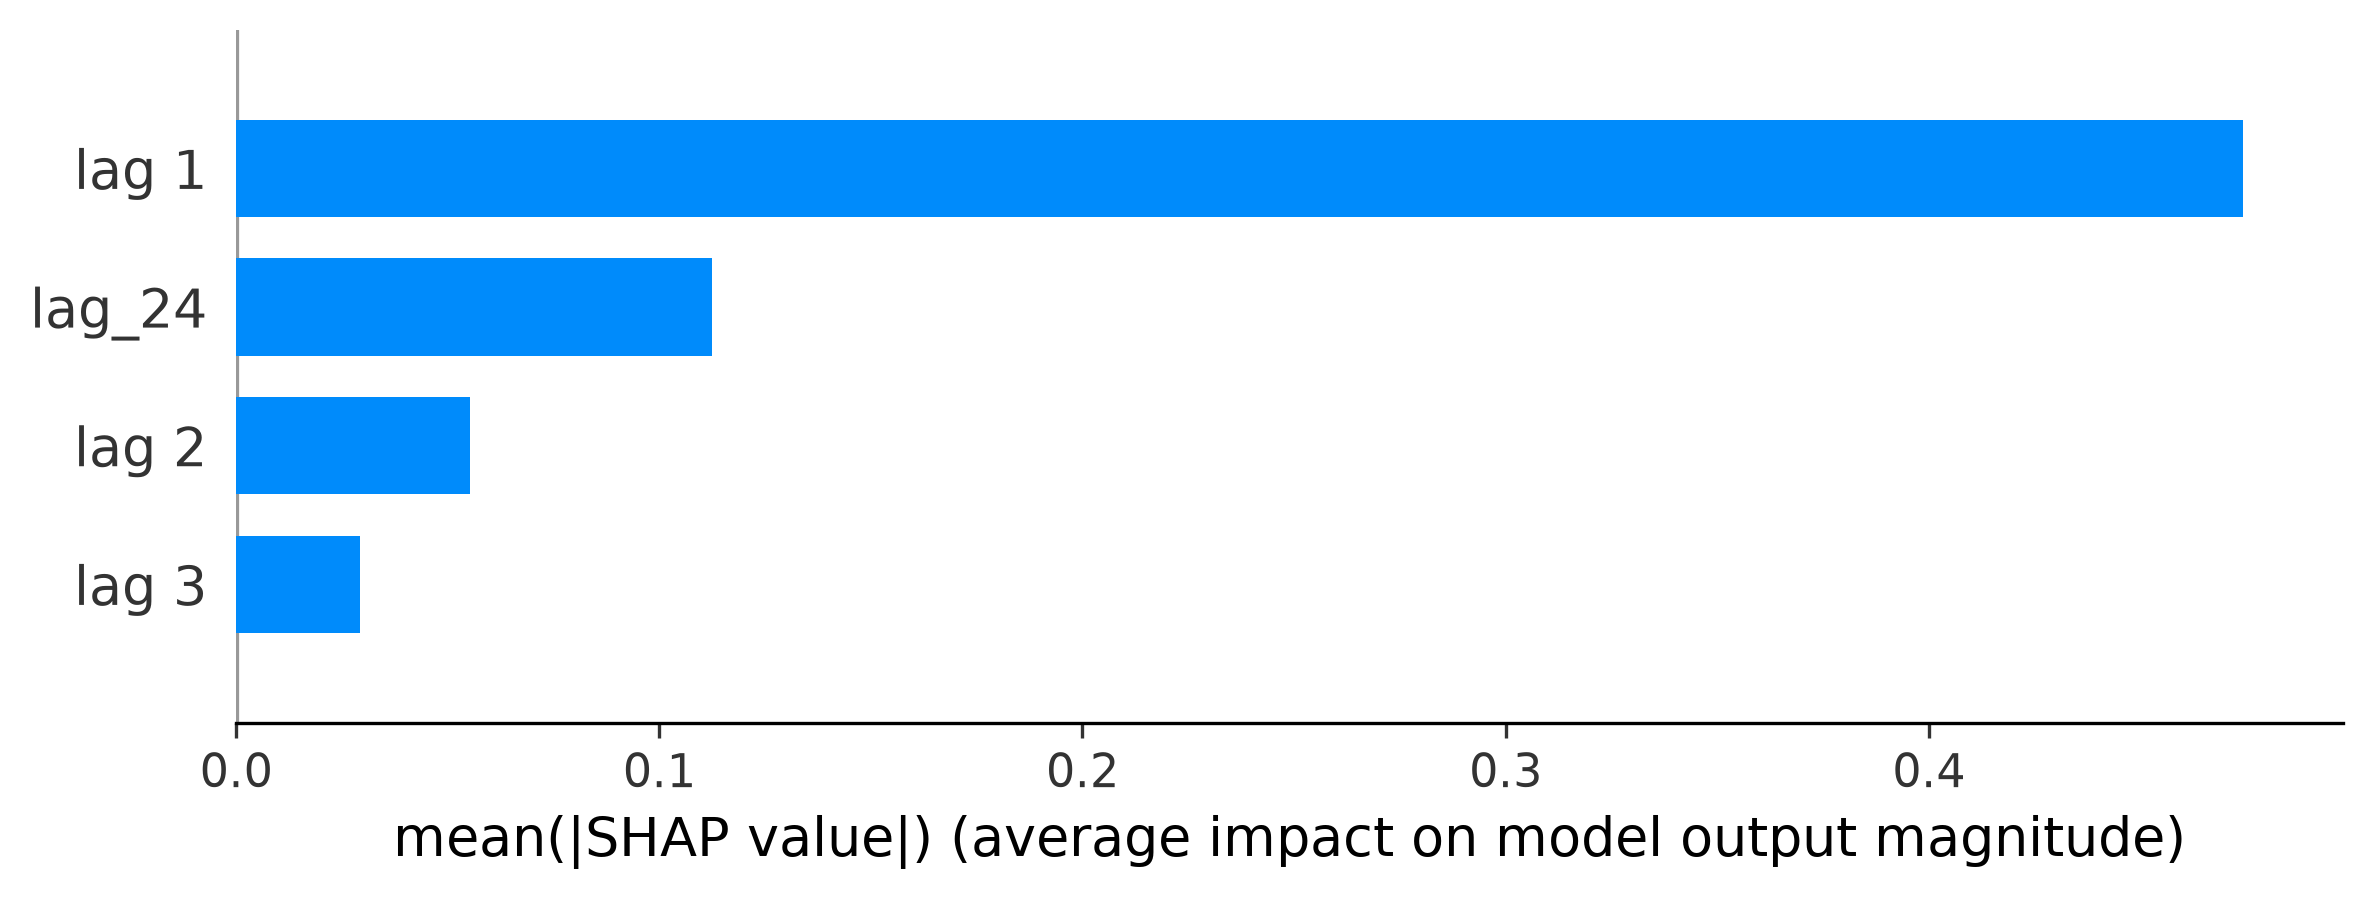 lag 1
lag_24
lag 2
lag 3
0.0 0.1 0.2 0.3 0.4
mean(|SHAP value|) (average impact on model output magnitude)